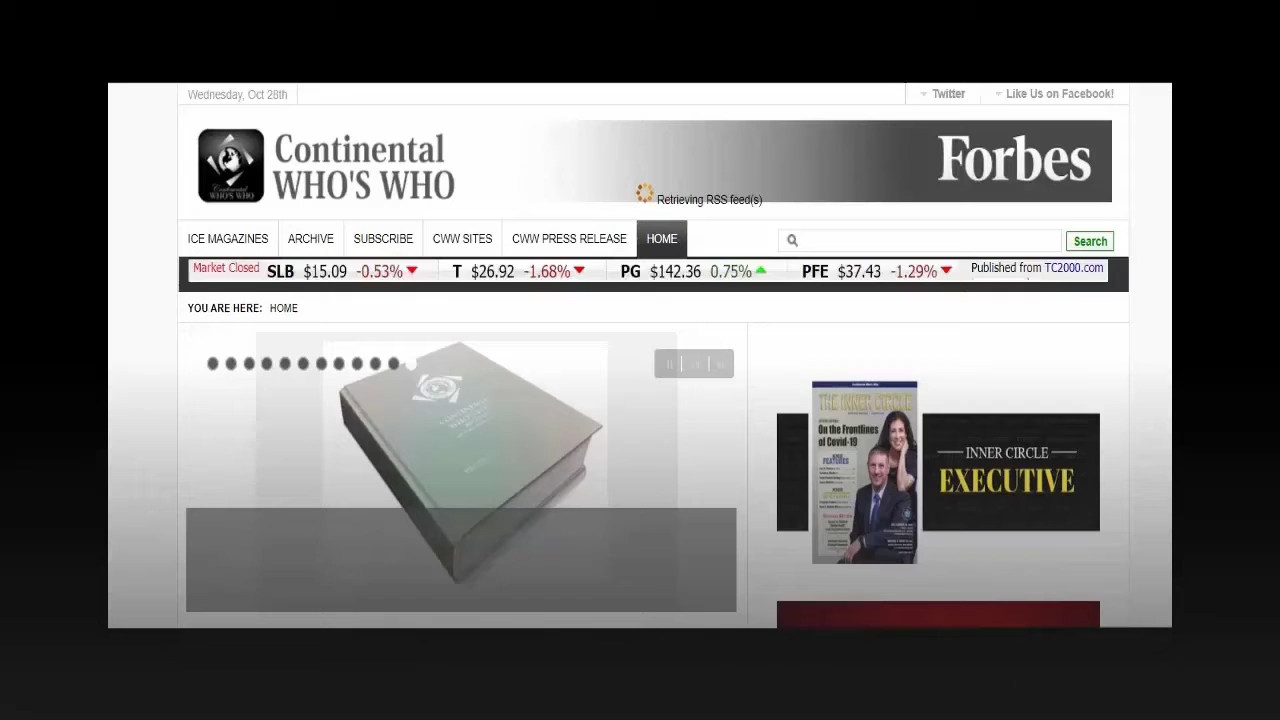 Wednesday, Oct 28th
Twitter
Like Us on Facebook!
Continental
WHO'S WHO
Forbes
Retrieving RSS feed(s)
ICE MAGAZINES ARCHIVE SUBSCRIBE CWW SITES CWW PRESS RELEASE HOME
Search
Market Closed SLB $15.09 -0.53% T $26.92 -1.68% PG $142.36 0.75% PFE $37.43 -1.29% Published from TC2000.com
YOU ARE HERE: HOME
THE INNER CIRCLE
On the Frontlines
of Covid-19
FEATURES
INNER CIRCLE
EXECUTIVE